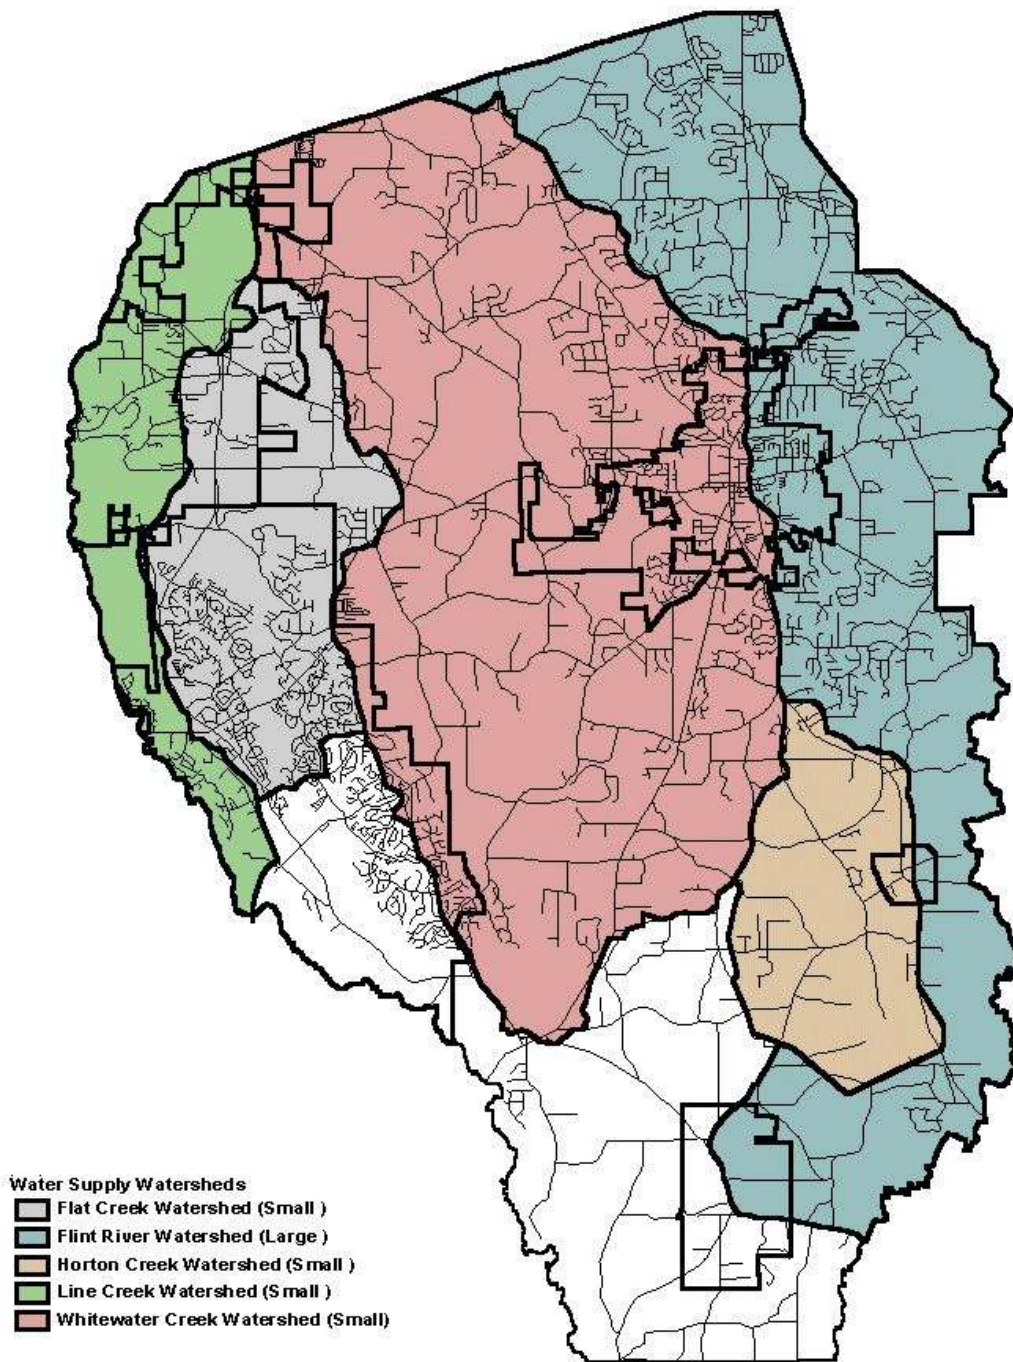 Water Supply Watersheds
Flat Creek Watershed (Small )
Flint River Watershed (Large )
Horton Creek Watershed (Small )
Line Creek Watershed (Small )
Whitewater Creek Watershed (Small)